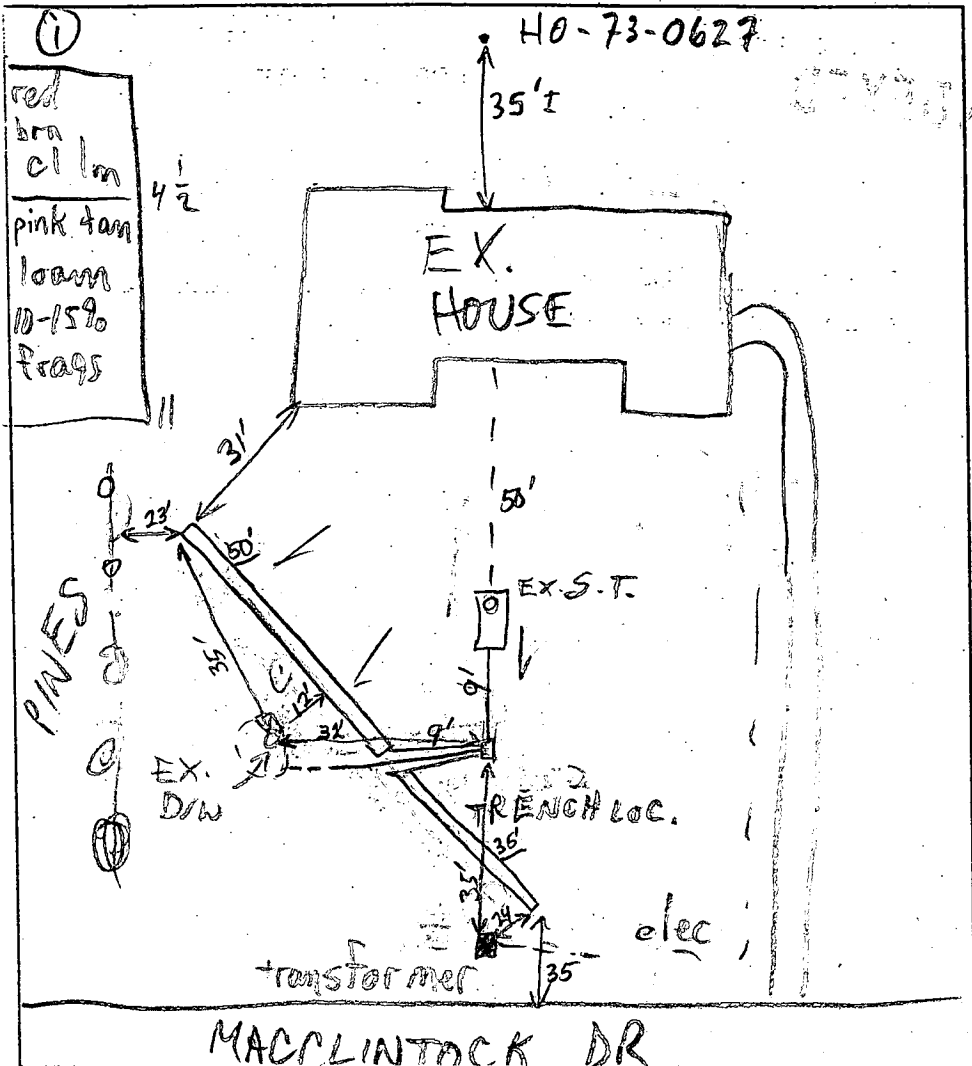 1
HO-73-0627
35'±
red
brn
cl lm
4 1/2
pink tan
loam
10-15%
frags
11
EX.
HOUSE
31'
23'
50'
50'
EX. S.T.
PINES
35'
12'
9'
32'
9'
EX.
D/W
TRENCH LOC.
36'
35'
24
elec
transformer
35
MACCLINTOCK DR